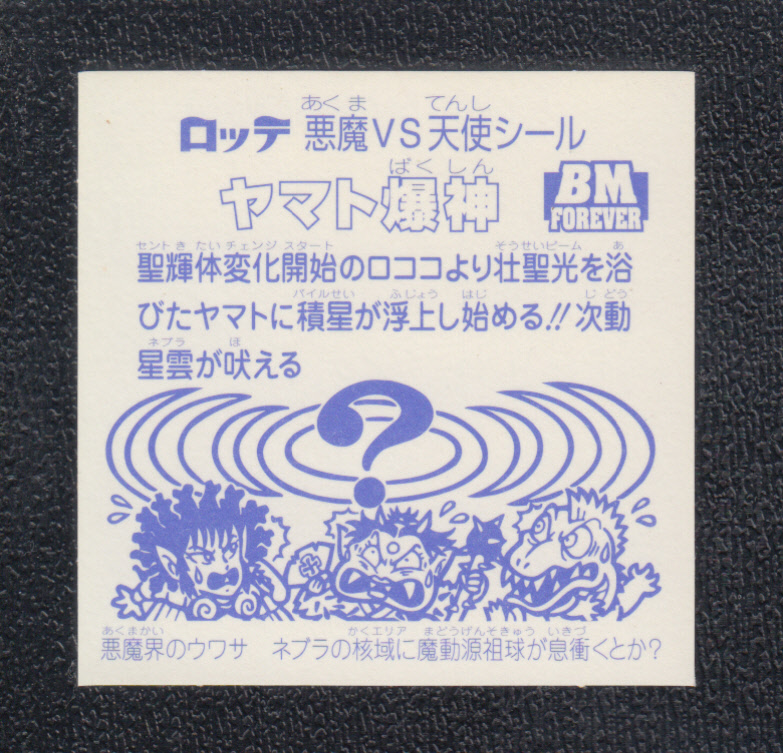 あくま てんし
ロッテ 悪魔VS天使シール
ばくしん
ヤマト爆神
BM
FOREVER
セントき たいチェンジ スタート そうせいビーム あ
聖輝体変化開始のロココより壮聖光を浴
パイルせい ふじょう はじ じ どう
びたヤマトに積星が浮上し始める!!次動
ネブラ ほ
星雲が吠える
?
あくまかい かくエリア まどうげんそきゅう いきづ
悪魔界のウワサ ネブラの核域に魔動源祖球が息衝くとか?